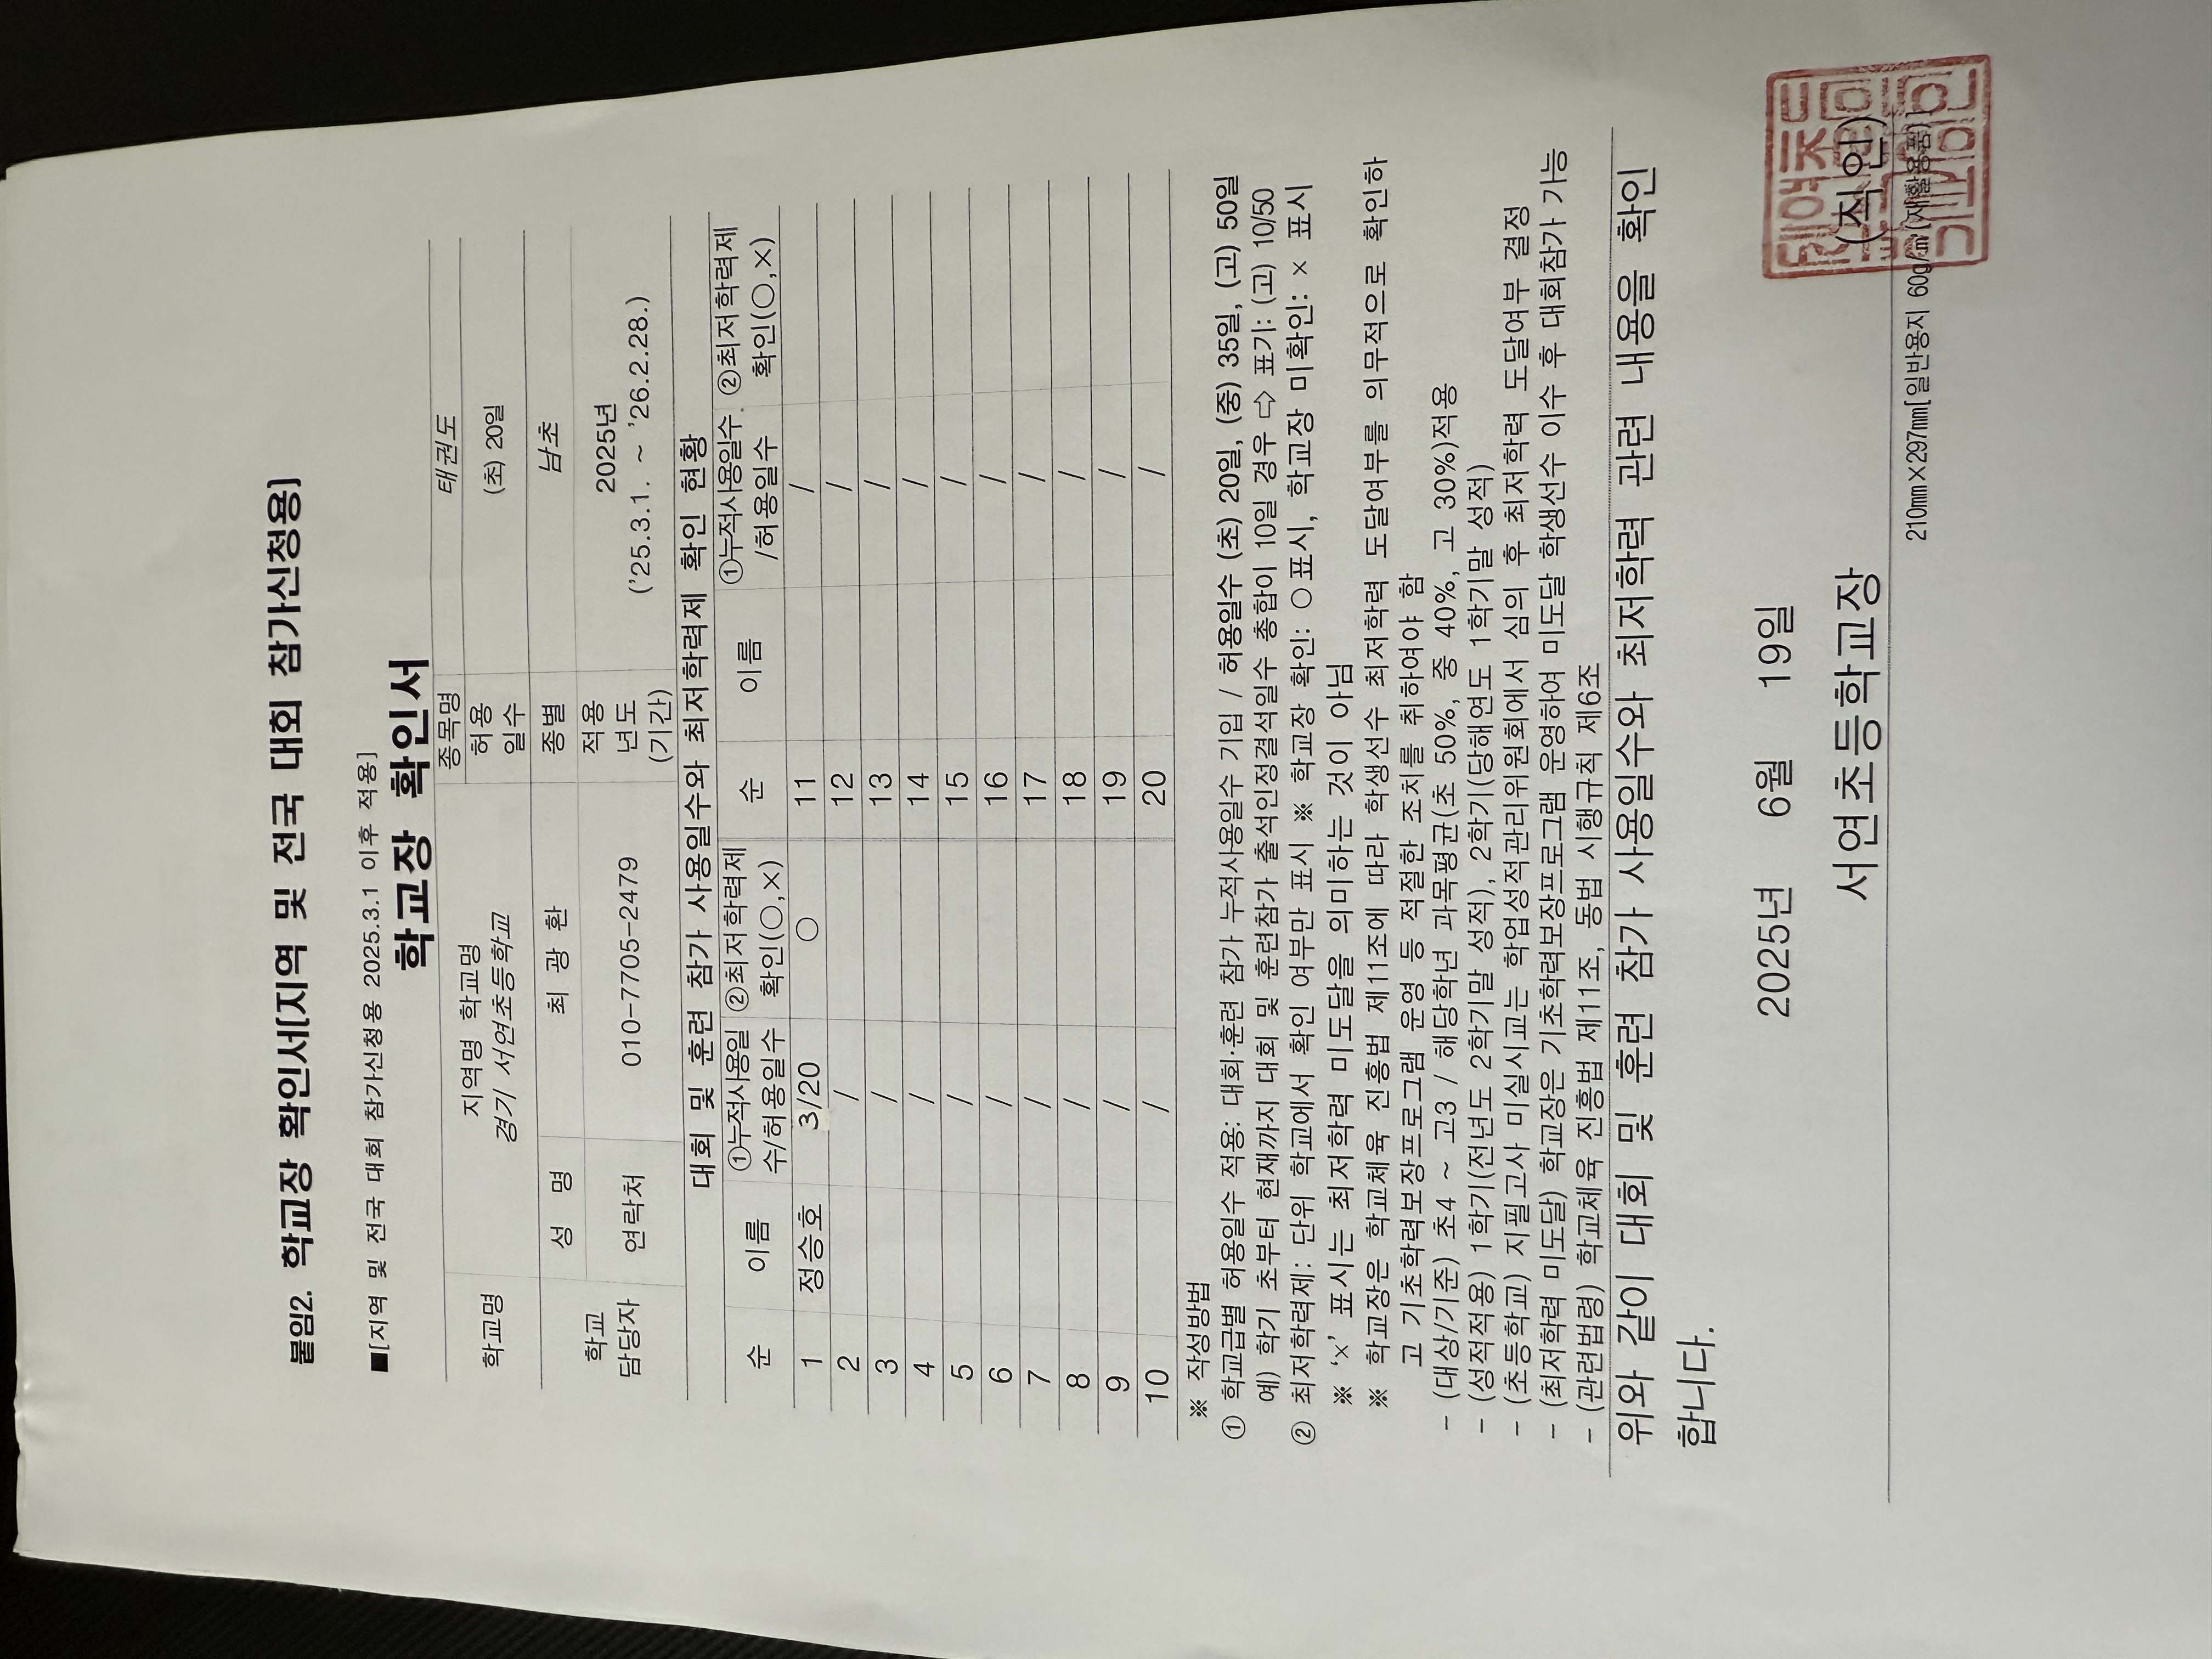 붙임2. 학교장 확인서[지역 및 전국 대회 참가신청용]
■[지역 및 전국 대회 참가신청용 2025.3.1 이후 적용]
학교장 확인서
학교명
지역명 학교명
경기 서연초등학교
종목명
태권도
허용
일수
(초) 20일
학교
담당자
성 명
최 광 환
종별
남초
연락처
010-7705-2479
적용
년도
(기간)
2025년
('25.3.1. ~ '26.2.28.)
대회 및 훈련 참가 사용일수와 최저학력제 확인 현황
순
이름
①누적사용일
수/허용일수
②최저학력제
확인(○,×)
순
이름
①누적사용일수
/허용일수
②최저학력제
확인(○,×)
1 정승호 3/20 ○ 11 /
2 / 12 /
3 / 13 /
4 / 14 /
5 / 15 /
6 / 16 /
7 / 17 /
8 / 18 /
9 / 19 /
10 / 20 /
※ 작성방법
① 학교급별 허용일수 적용: 대회·훈련 참가 누적사용일수 기입 / 허용일수 (초) 20일, (중) 35일, (고) 50일
예) 학기 초부터 현재까지 대회 및 훈련참가 출석인정결석일수 총합이 10일 경우 ⇨ 표기: (고) 10/50
② 최저학력제: 단위 학교에서 확인 여부만 표시 ※ 학교장 확인: ○표시, 학교장 미확인: × 표시
※ '×' 표시는 최저학력 미도달을 의미하는 것이 아님
※ 학교장은 학교체육 진흥법 제11조에 따라 학생선수 최저학력 도달여부를 의무적으로 확인하
고 기초학력보장프로그램 운영 등 적절한 조치를 취하여야 함
- (대상/기준) 초4 ~ 고3 / 해당학년 과목평균(초 50%, 중 40%, 고 30%)적용
- (성적적용) 1학기(전년도 2학기말 성적), 2학기(당해연도 1학기말 성적)
- (초등학교) 지필고사 미실시교는 학업성적관리위원회에서 심의 후 최저학력 도달여부 결정
- (최저학력 미도달) 학교장은 기초학력보장프로그램 운영하여 미도달 학생선수 이수 후 대회참가 가능
- (관련법령) 학교체육 진흥법 제11조, 동법 시행규칙 제6조
위와 같이 대회 및 훈련 참가 사용일수와 최저학력 관련 내용을 확인
합니다.
2025년 6월 19일
서연초등학교장 (직인)
210㎜×297㎜[일반용지 60g/㎡(재활용품)]